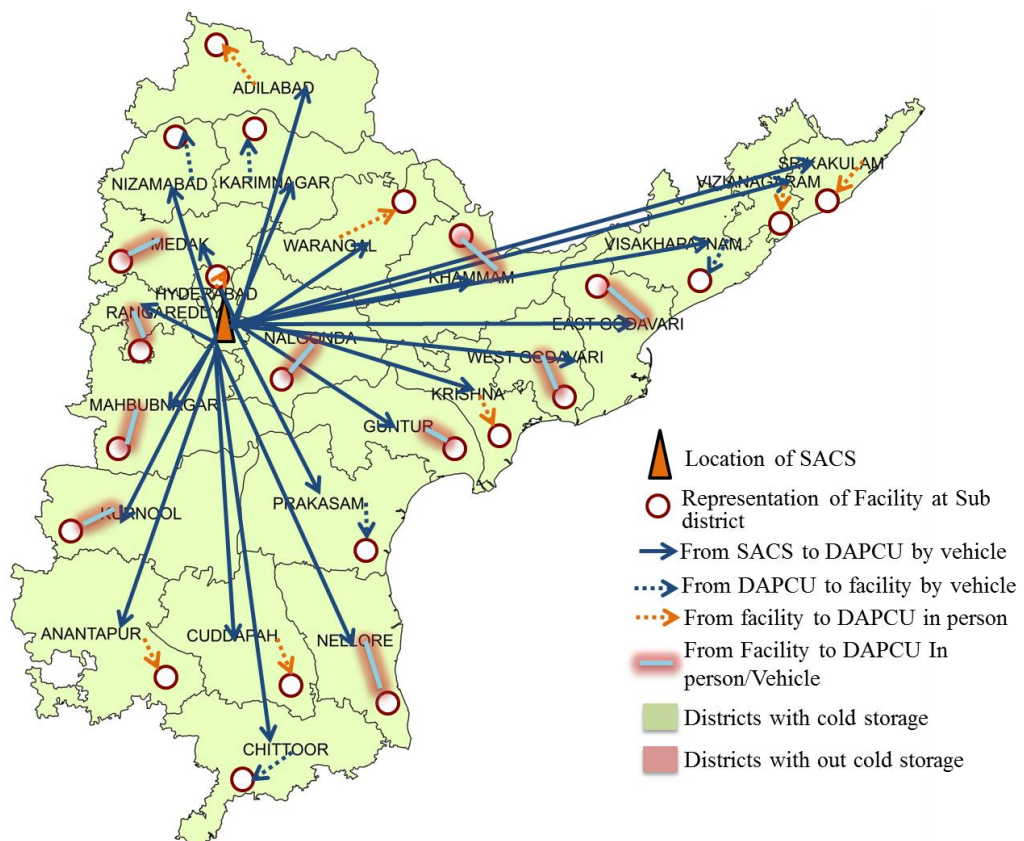 ADILABAD
NIZAMABAD
KARIMNAGAR
SRIKAKULAM
VIZIANAGARAM
MEDAK
WARANGAL
VISAKHAPATNAM
KHAMMAM
HYDERABAD
RANGAREDDY
EAST GODAVARI
NALGONDA
WEST GODAVARI
KRISHNA
MAHBUBNAGAR
GUNTUR
PRAKASAM
KURNOOL
ANANTAPUR
CUDDAPAH
NELLORE
CHITTOOR
Location of SACS
Representation of Facility at Sub
district
From SACS to DAPCU by vehicle
From DAPCU to facility by vehicle
From facility to DAPCU in person
From Facility to DAPCU In
person/Vehicle
Districts with cold storage
Districts with out cold storage